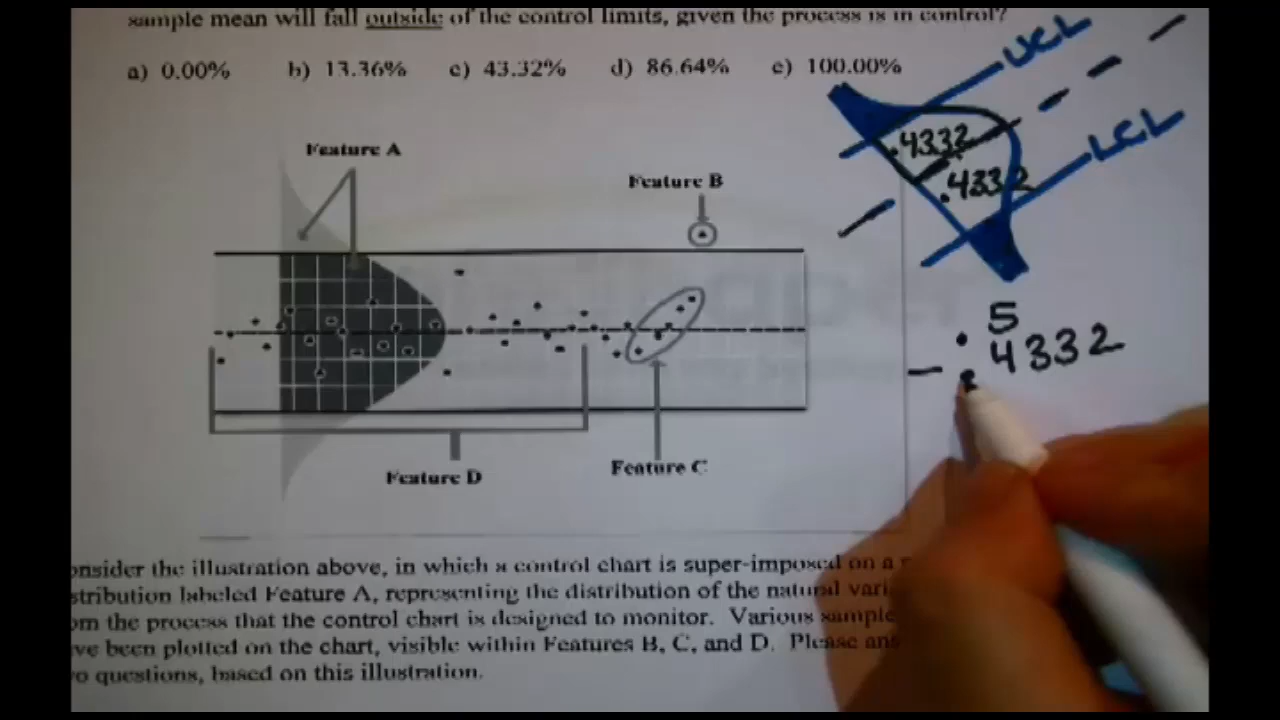 sample mean will fall outside of the control limits, given the process is in control?
a) 0.00% b) 13.36% c) 43.32% d) 86.64% e) 100.00%
UCL
LCL
.4332
.4332
Feature A
Feature B
.5
-.4332
Feature D
Feature C
onsider the illustration above, in which a control chart is super-imposed on a
stribution labeled Feature A, representing the distribution of the natural vari
om the process that the control chart is designed to monitor. Various sample
ve been plotted on the chart, visible within Features B, C, and D. Please ans
o questions, based on this illustration.